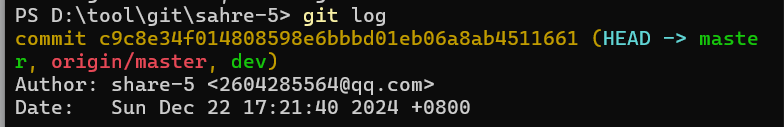 PS D:\tool\git\sahre-5> git log
commit c9c8e34f014808598e6bbbd01eb06a8ab4511661 (HEAD -> maste
r, origin/master, dev)
Author: share-5 <2604285564@qq.com>
Date:   Sun Dec 22 17:21:40 2024 +0800